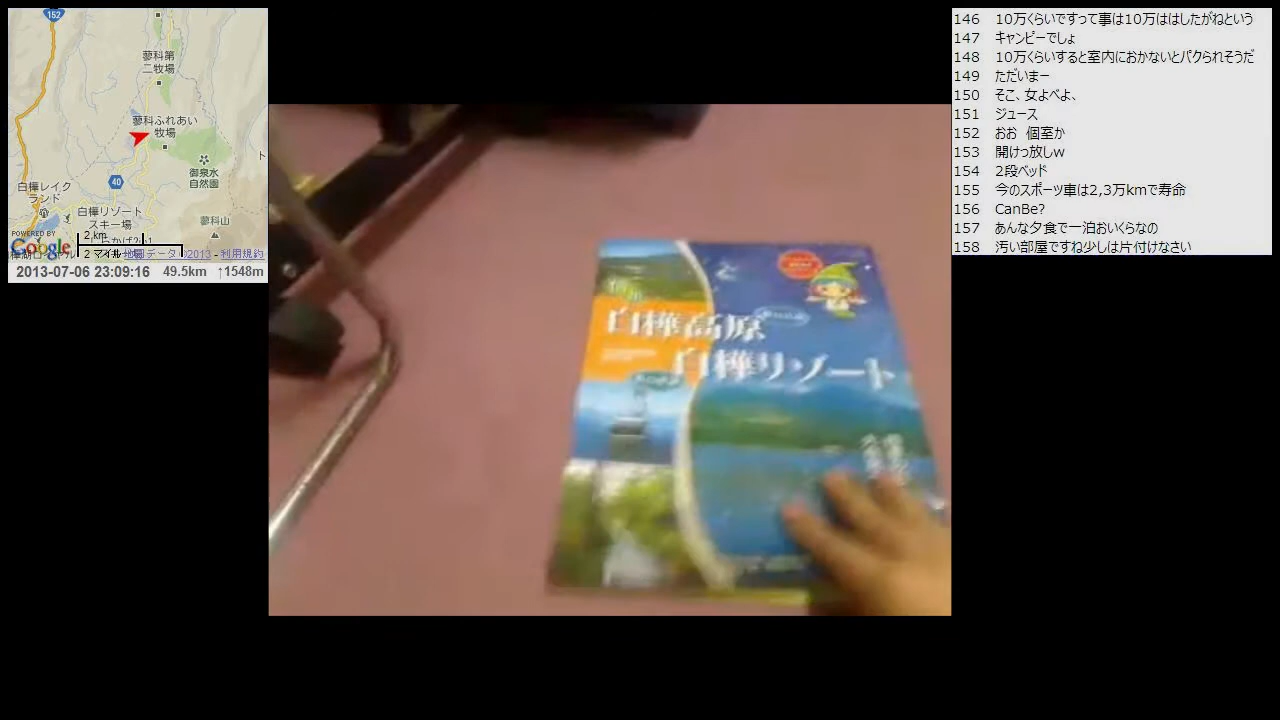 152
蓼科第
二牧場
蓼科ふれあい
牧場
御泉水
自然園
ト
40
白樺レイク
ランド
白樺リゾート
スキー場
蓼科山
POWERED BY
Google
2 km
2 マイル
地図データ ©2013 - 利用規約
2013-07-06 23:09:16 49.5km ↑1548m
白樺高原
白樺リゾート
146 10万くらいですって事は10万ははしたがねという
147 キャンピーでしょ
148 10万くらいすると室内におかないとパクられそうだ
149 ただいまー
150 そこ、女よべよ、
151 ジュース
152 おお 個室か
153 開けっ放しw
154 2段ベッド
155 今のスポーツ車は2,3万kmで寿命
156 CanBe?
157 あんな夕食で一泊おいくらなの
158 汚い部屋ですね少しは片付けなさい